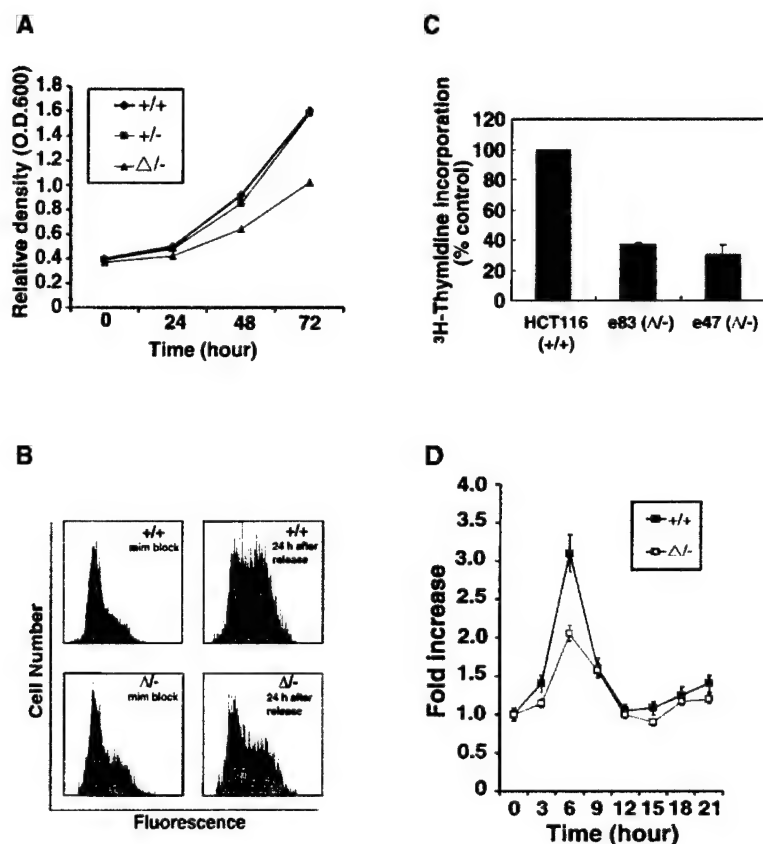 A
Relative density (O.D.600)
1.8
1.6
1.4
1.2
1.0
0.8
0.6
0.4
0.2
0
+/+
+/-
△/-
0 24 48 72
Time (hour)
C
³H-Thymidine incorporation
(% control)
120
100
80
60
40
20
0
HCT116
(+/+)
e83 (Λ/-)
e47 (Λ/-)
B
Cell Number
+/+
mim block
+/+
24 h after
release
Λ/-
mim block
Δ/-
24 h after
release
Fluorescence
D
Fold increase
4.0
3.5
3.0
2.5
2.0
1.5
1.0
0.5
0
+/+
△/-
0 3 6 9 12 15 18 21
Time (hour)